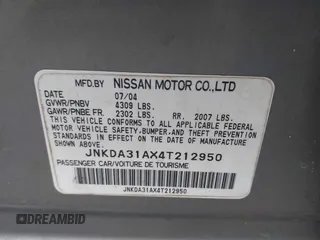 MFD.BY NISSAN MOTOR CO.,LTD
DATE 07/04
GVWR/PNBV 4309 LBS.
GAWR/PNBE FR. 2302 LBS. RR. 2007 LBS.
THIS VEHICLE CONFORMS TO ALL APPLICABLE FEDERAL
MOTOR VEHICLE SAFETY,BUMPER,AND THEFT PREVENTION
STANDARDS IN EFFECT ON THE
DATE OF MANUFACTURE SHOWN ABOVE.
JNKDA31AX4T212950
PASSENGER CAR/VOITURE DE TOURISME
JNKDA31AX4T212950
DREAMBID